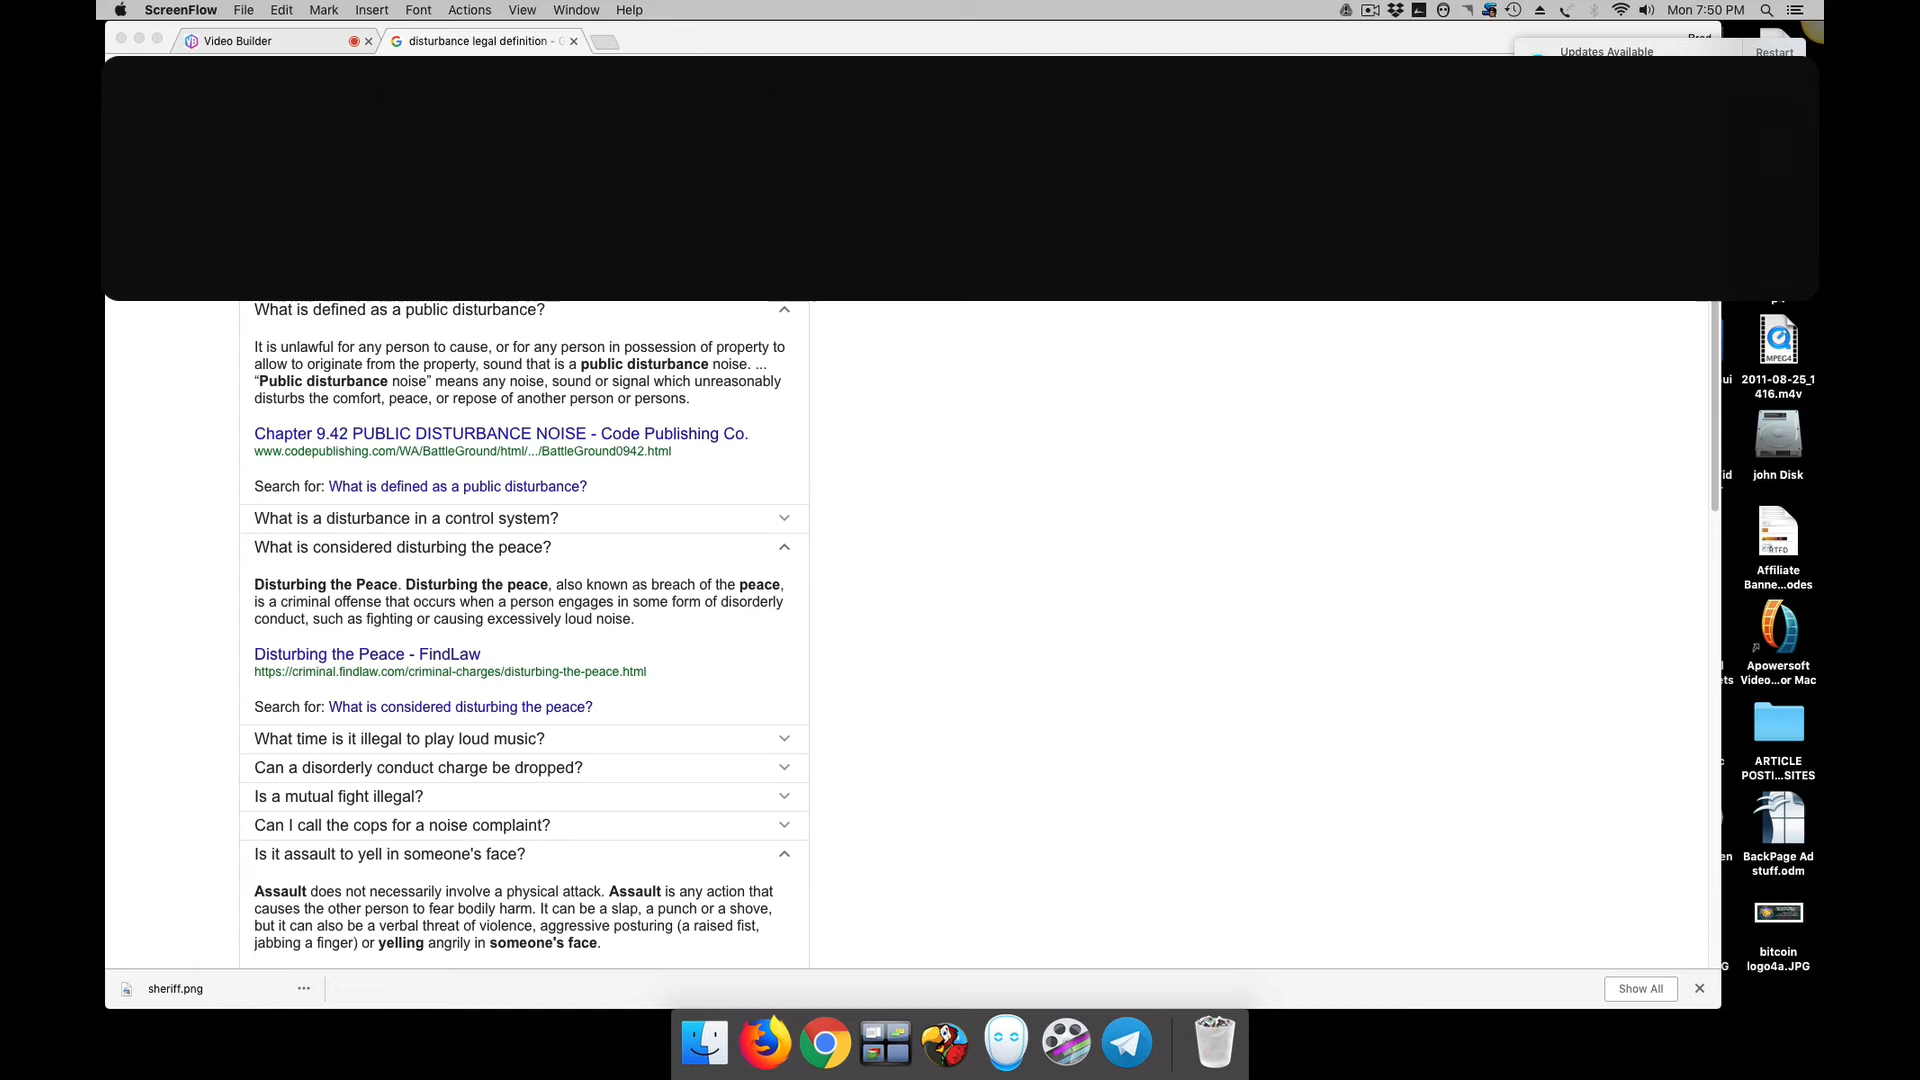 ScreenFlow File Edit Mark Insert Font Actions View Window Help Mon 7:50 PM
Video Builder
disturbance legal definition -
Updates Available
Restart
What is defined as a public disturbance?
It is unlawful for any person to cause, or for any person in possession of property to
allow to originate from the property, sound that is a public disturbance noise. ...
“Public disturbance noise” means any noise, sound or signal which unreasonably
disturbs the comfort, peace, or repose of another person or persons.
Chapter 9.42 PUBLIC DISTURBANCE NOISE - Code Publishing Co.
www.codepublishing.com/WA/BattleGround/html/.../BattleGround0942.html
Search for: What is defined as a public disturbance?
What is a disturbance in a control system?
What is considered disturbing the peace?
Disturbing the Peace. Disturbing the peace, also known as breach of the peace,
is a criminal offense that occurs when a person engages in some form of disorderly
conduct, such as fighting or causing excessively loud noise.
Disturbing the Peace - FindLaw
https://criminal.findlaw.com/criminal-charges/disturbing-the-peace.html
Search for: What is considered disturbing the peace?
What time is it illegal to play loud music?
Can a disorderly conduct charge be dropped?
Is a mutual fight illegal?
Can I call the cops for a noise complaint?
Is it assault to yell in someone's face?
Assault does not necessarily involve a physical attack. Assault is any action that
causes the other person to fear bodily harm. It can be a slap, a punch or a shove,
but it can also be a verbal threat of violence, aggressive posturing (a raised fist,
jabbing a finger) or yelling angrily in someone's face.
sheriff.png
Show All
MPEG4
2011-08-25_1
416.m4v
john Disk
RTFD
Affiliate
Banne...odes
Apowersoft
Video...or Mac
ARTICLE
POSTI...SITES
BackPage Ad
stuff.odm
bitcoin
logo4a.JPG